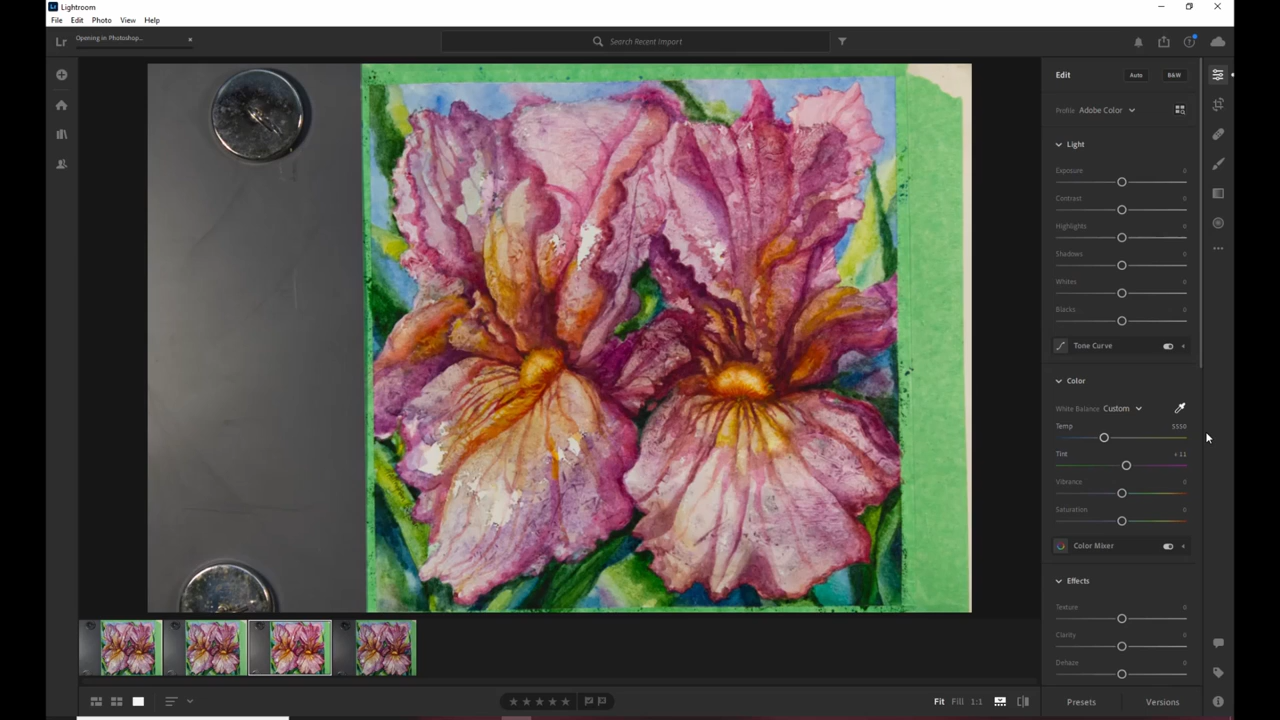 Lightroom
File Edit Photo View Help
Lr Opening in Photoshop...
Search Recent Import
Edit Auto B&W
Profile Adobe Color
Light
Exposure 0
Contrast 0
Highlights 0
Shadows 0
Whites 0
Blacks 0
Tone Curve
Color
White Balance Custom
Temp 5550
Tint + 11
Vibrance 0
Saturation 0
Color Mixer
Effects
Texture 0
Clarity 0
Dehaze 0
Fit Fill 1:1
Presets Versions